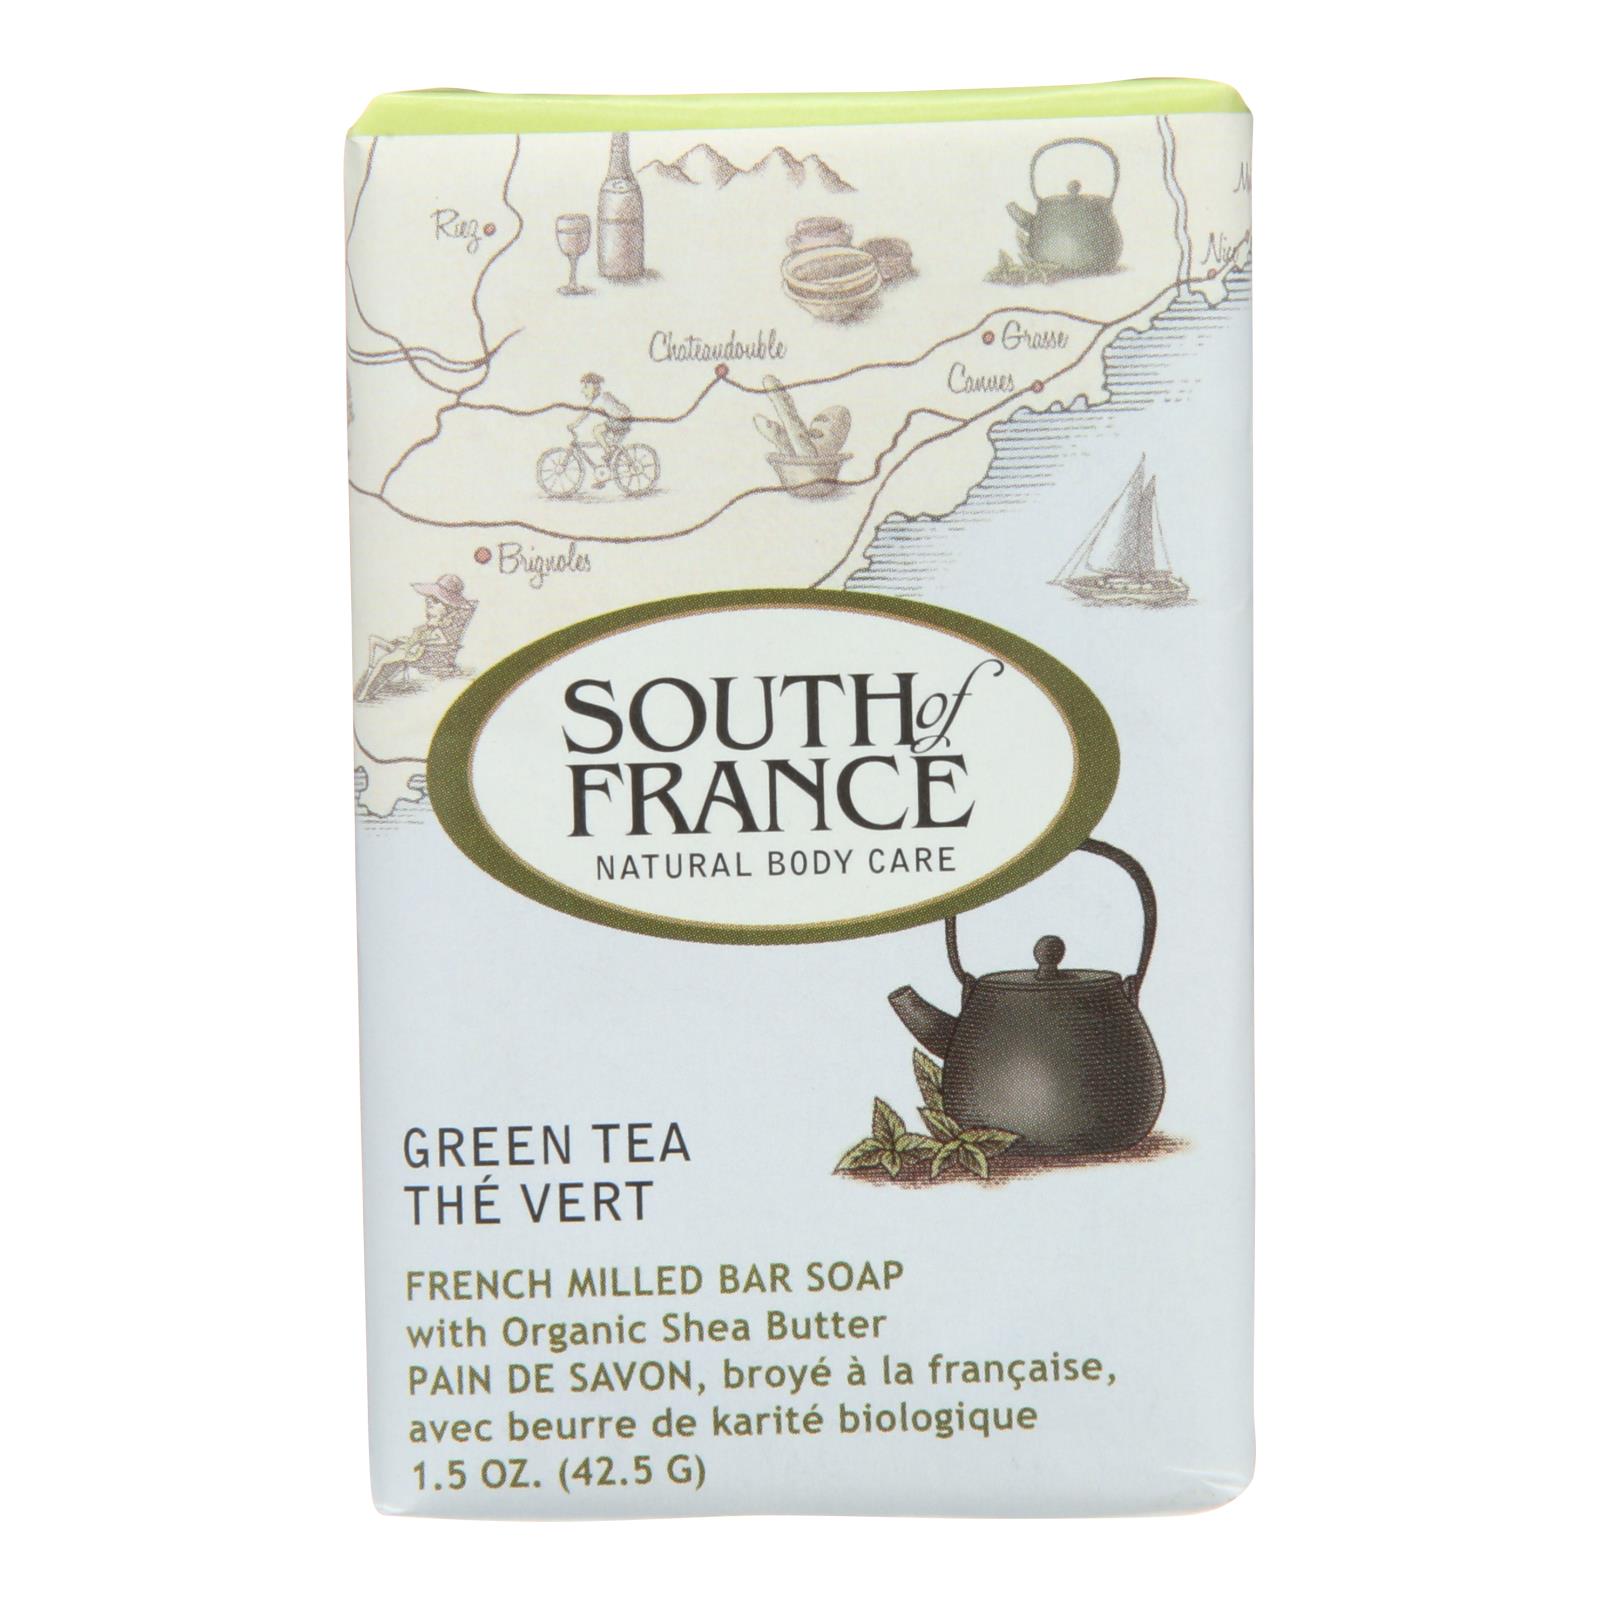 Riez
Nice
Chateaudouble
Grasse
Cannes
Brignoles
SOUTH of
FRANCE
NATURAL BODY CARE
GREEN TEA
THÉ VERT
FRENCH MILLED BAR SOAP
with Organic Shea Butter
PAIN DE SAVON, broyé à la française,
avec beurre de karité biologique
1.5 OZ. (42.5 G)